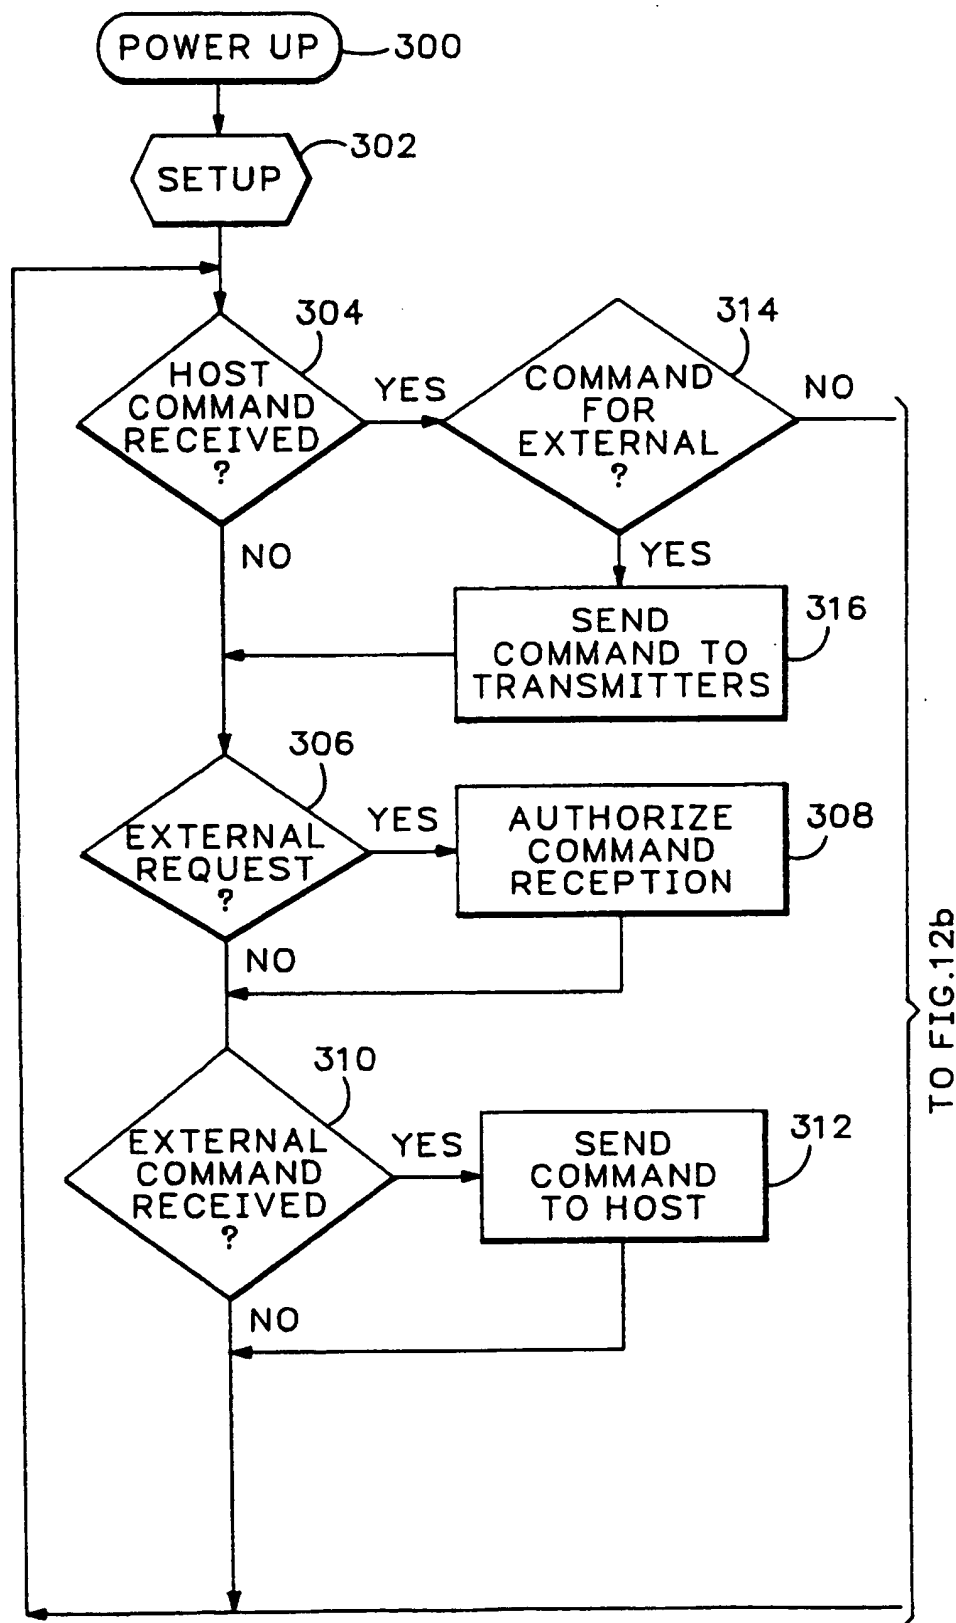 POWER UP
300
SETUP
302
304
HOST
COMMAND
RECEIVED
?
YES
NO
314
COMMAND
FOR
EXTERNAL
?
NO
YES
SEND
COMMAND TO
TRANSMITTERS
316
306
EXTERNAL
REQUEST
?
YES
NO
AUTHORIZE
COMMAND
RECEPTION
308
310
EXTERNAL
COMMAND
RECEIVED
?
YES
NO
SEND
COMMAND
TO HOST
312
TO FIG.12b